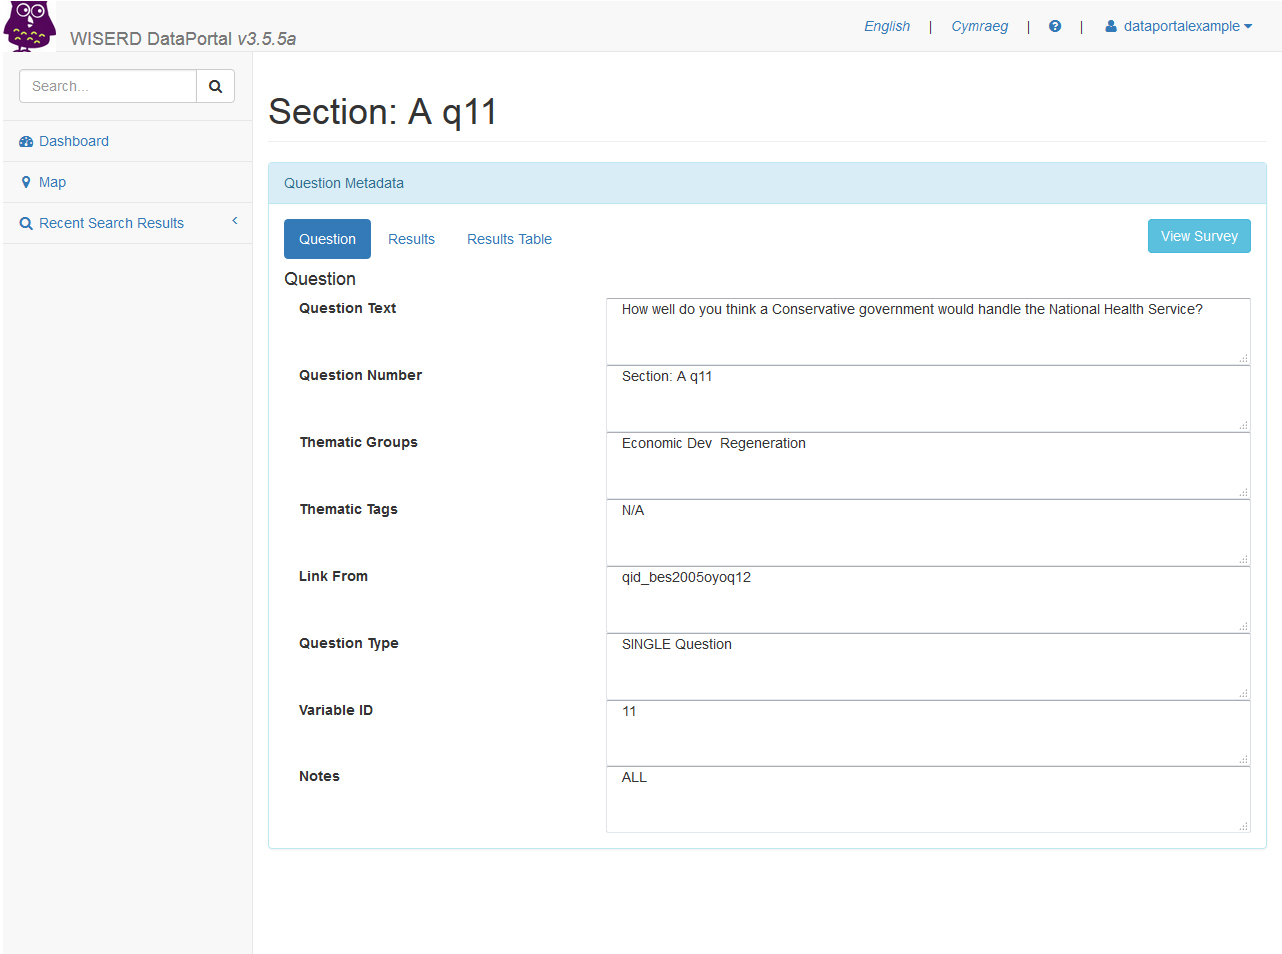 WISERD DataPortal v3.5.5a
English | Cymraeg | ? | dataportalexample
Search...
Dashboard
Map
Recent Search Results
Section: A q11
Question Metadata
Question Results Results Table View Survey
Question
Question Text How well do you think a Conservative government would handle the National Health Service?
Question Number Section: A q11
Thematic Groups Economic Dev  Regeneration
Thematic Tags N/A
Link From qid_bes2005oyoq12
Question Type SINGLE Question
Variable ID 11
Notes ALL